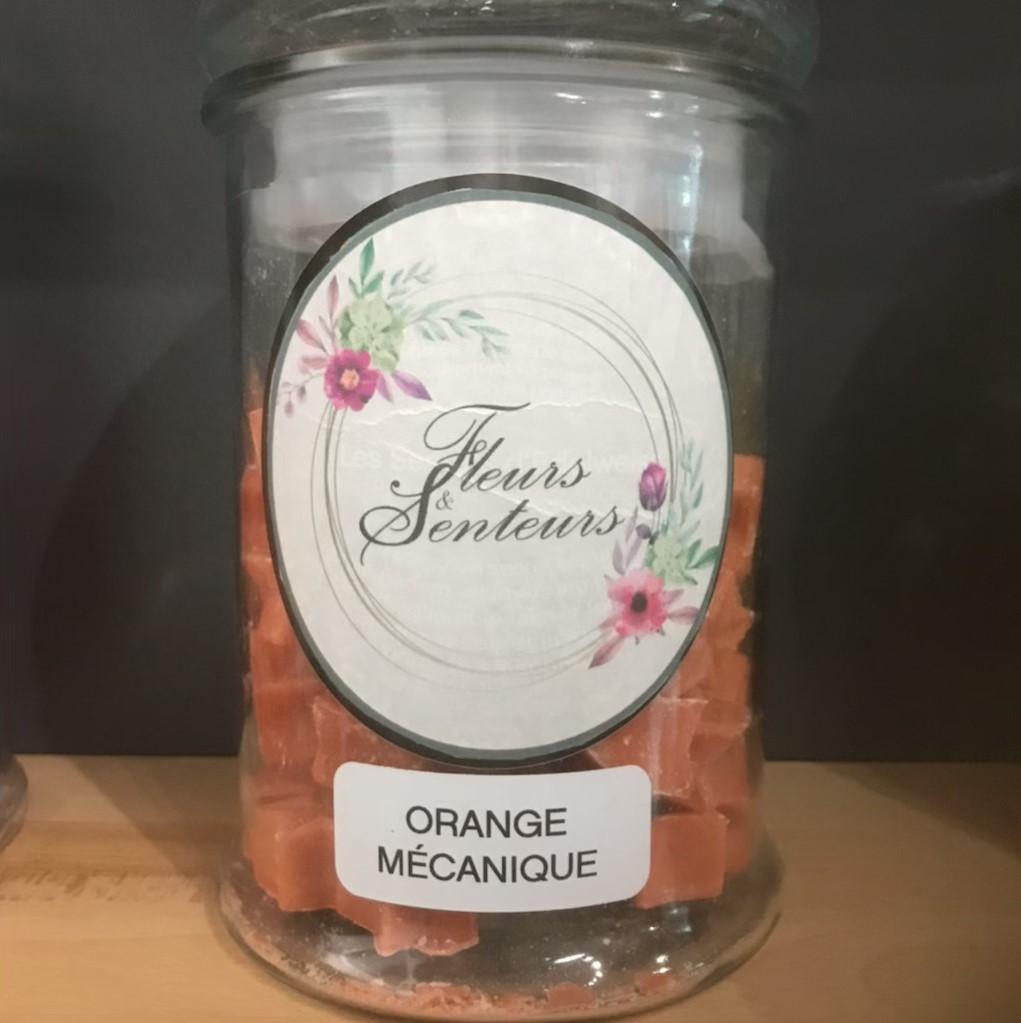 Fleurs
&
Senteurs
ORANGE
MÉCANIQUE